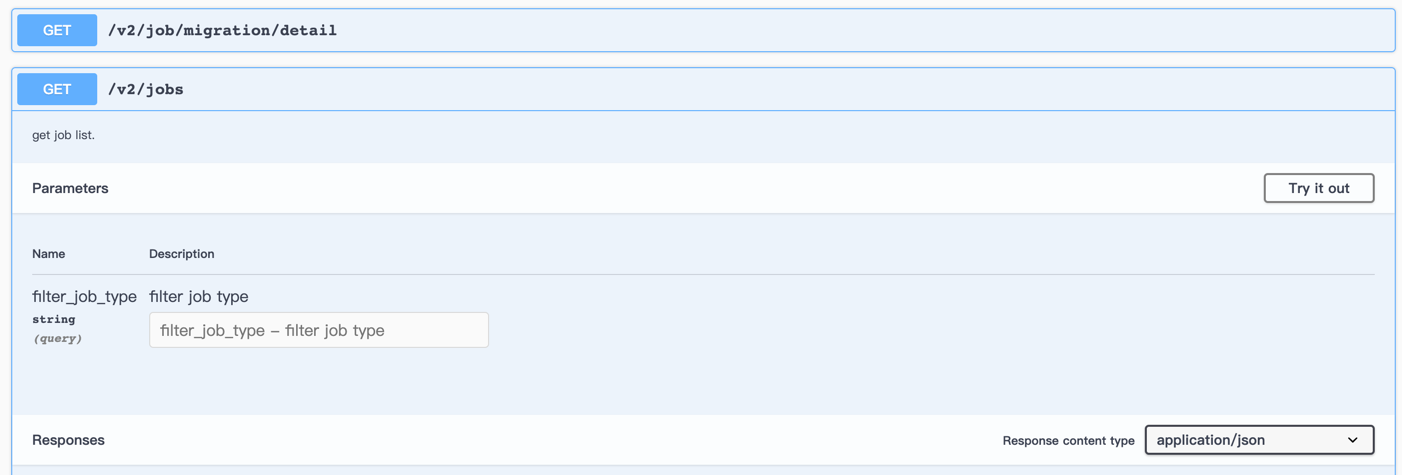 GET /v2/job/migration/detail
GET /v2/jobs
get job list.
Parameters Try it out
Name Description
filter_job_type filter job type
string
filter_job_type – filter job type
(query)
Responses Response content type application/json